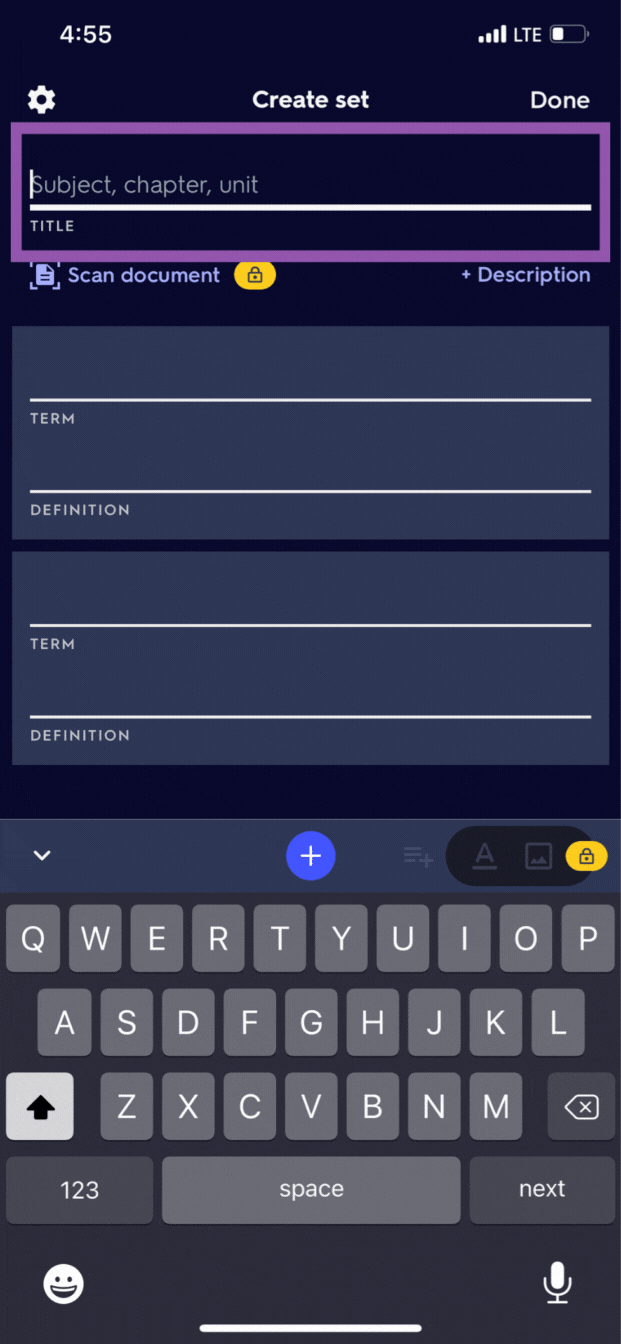 4:55 LTE
Create set Done
Subject, chapter, unit
TITLE
Scan document + Description
TERM
DEFINITION
TERM
DEFINITION
A
Q W E R T Y U I O P
A S D F G H J K L
Z X C V B N M
123 space next